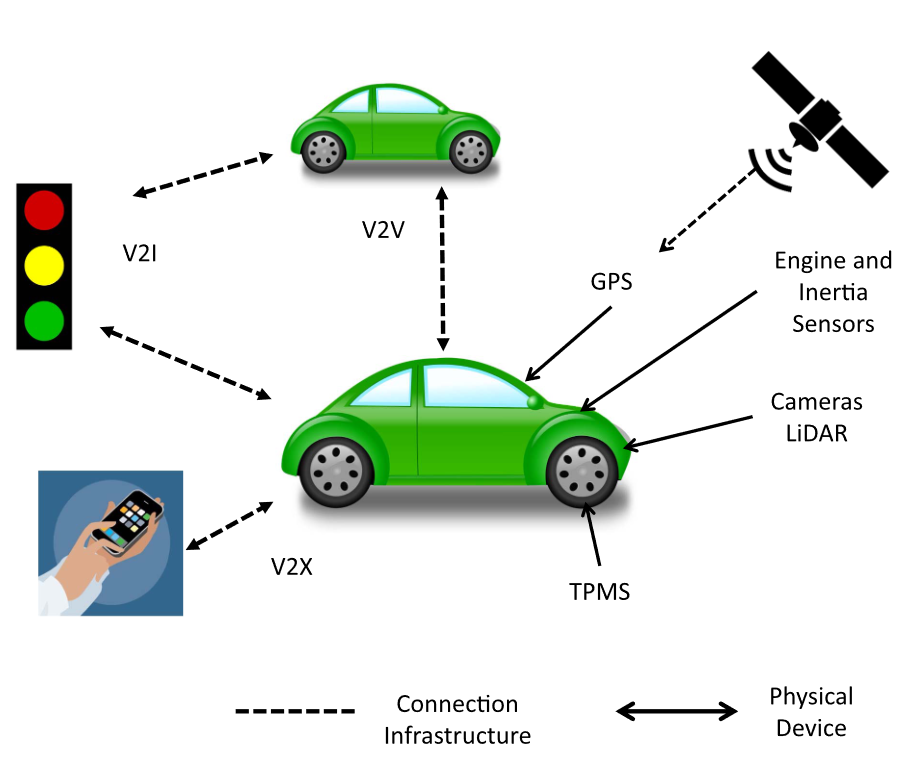 V2V
V2I
GPS
Engine and
Inertia
Sensors
Cameras
LiDAR
V2X
TPMS
Connection
Infrastructure
Physical
Device